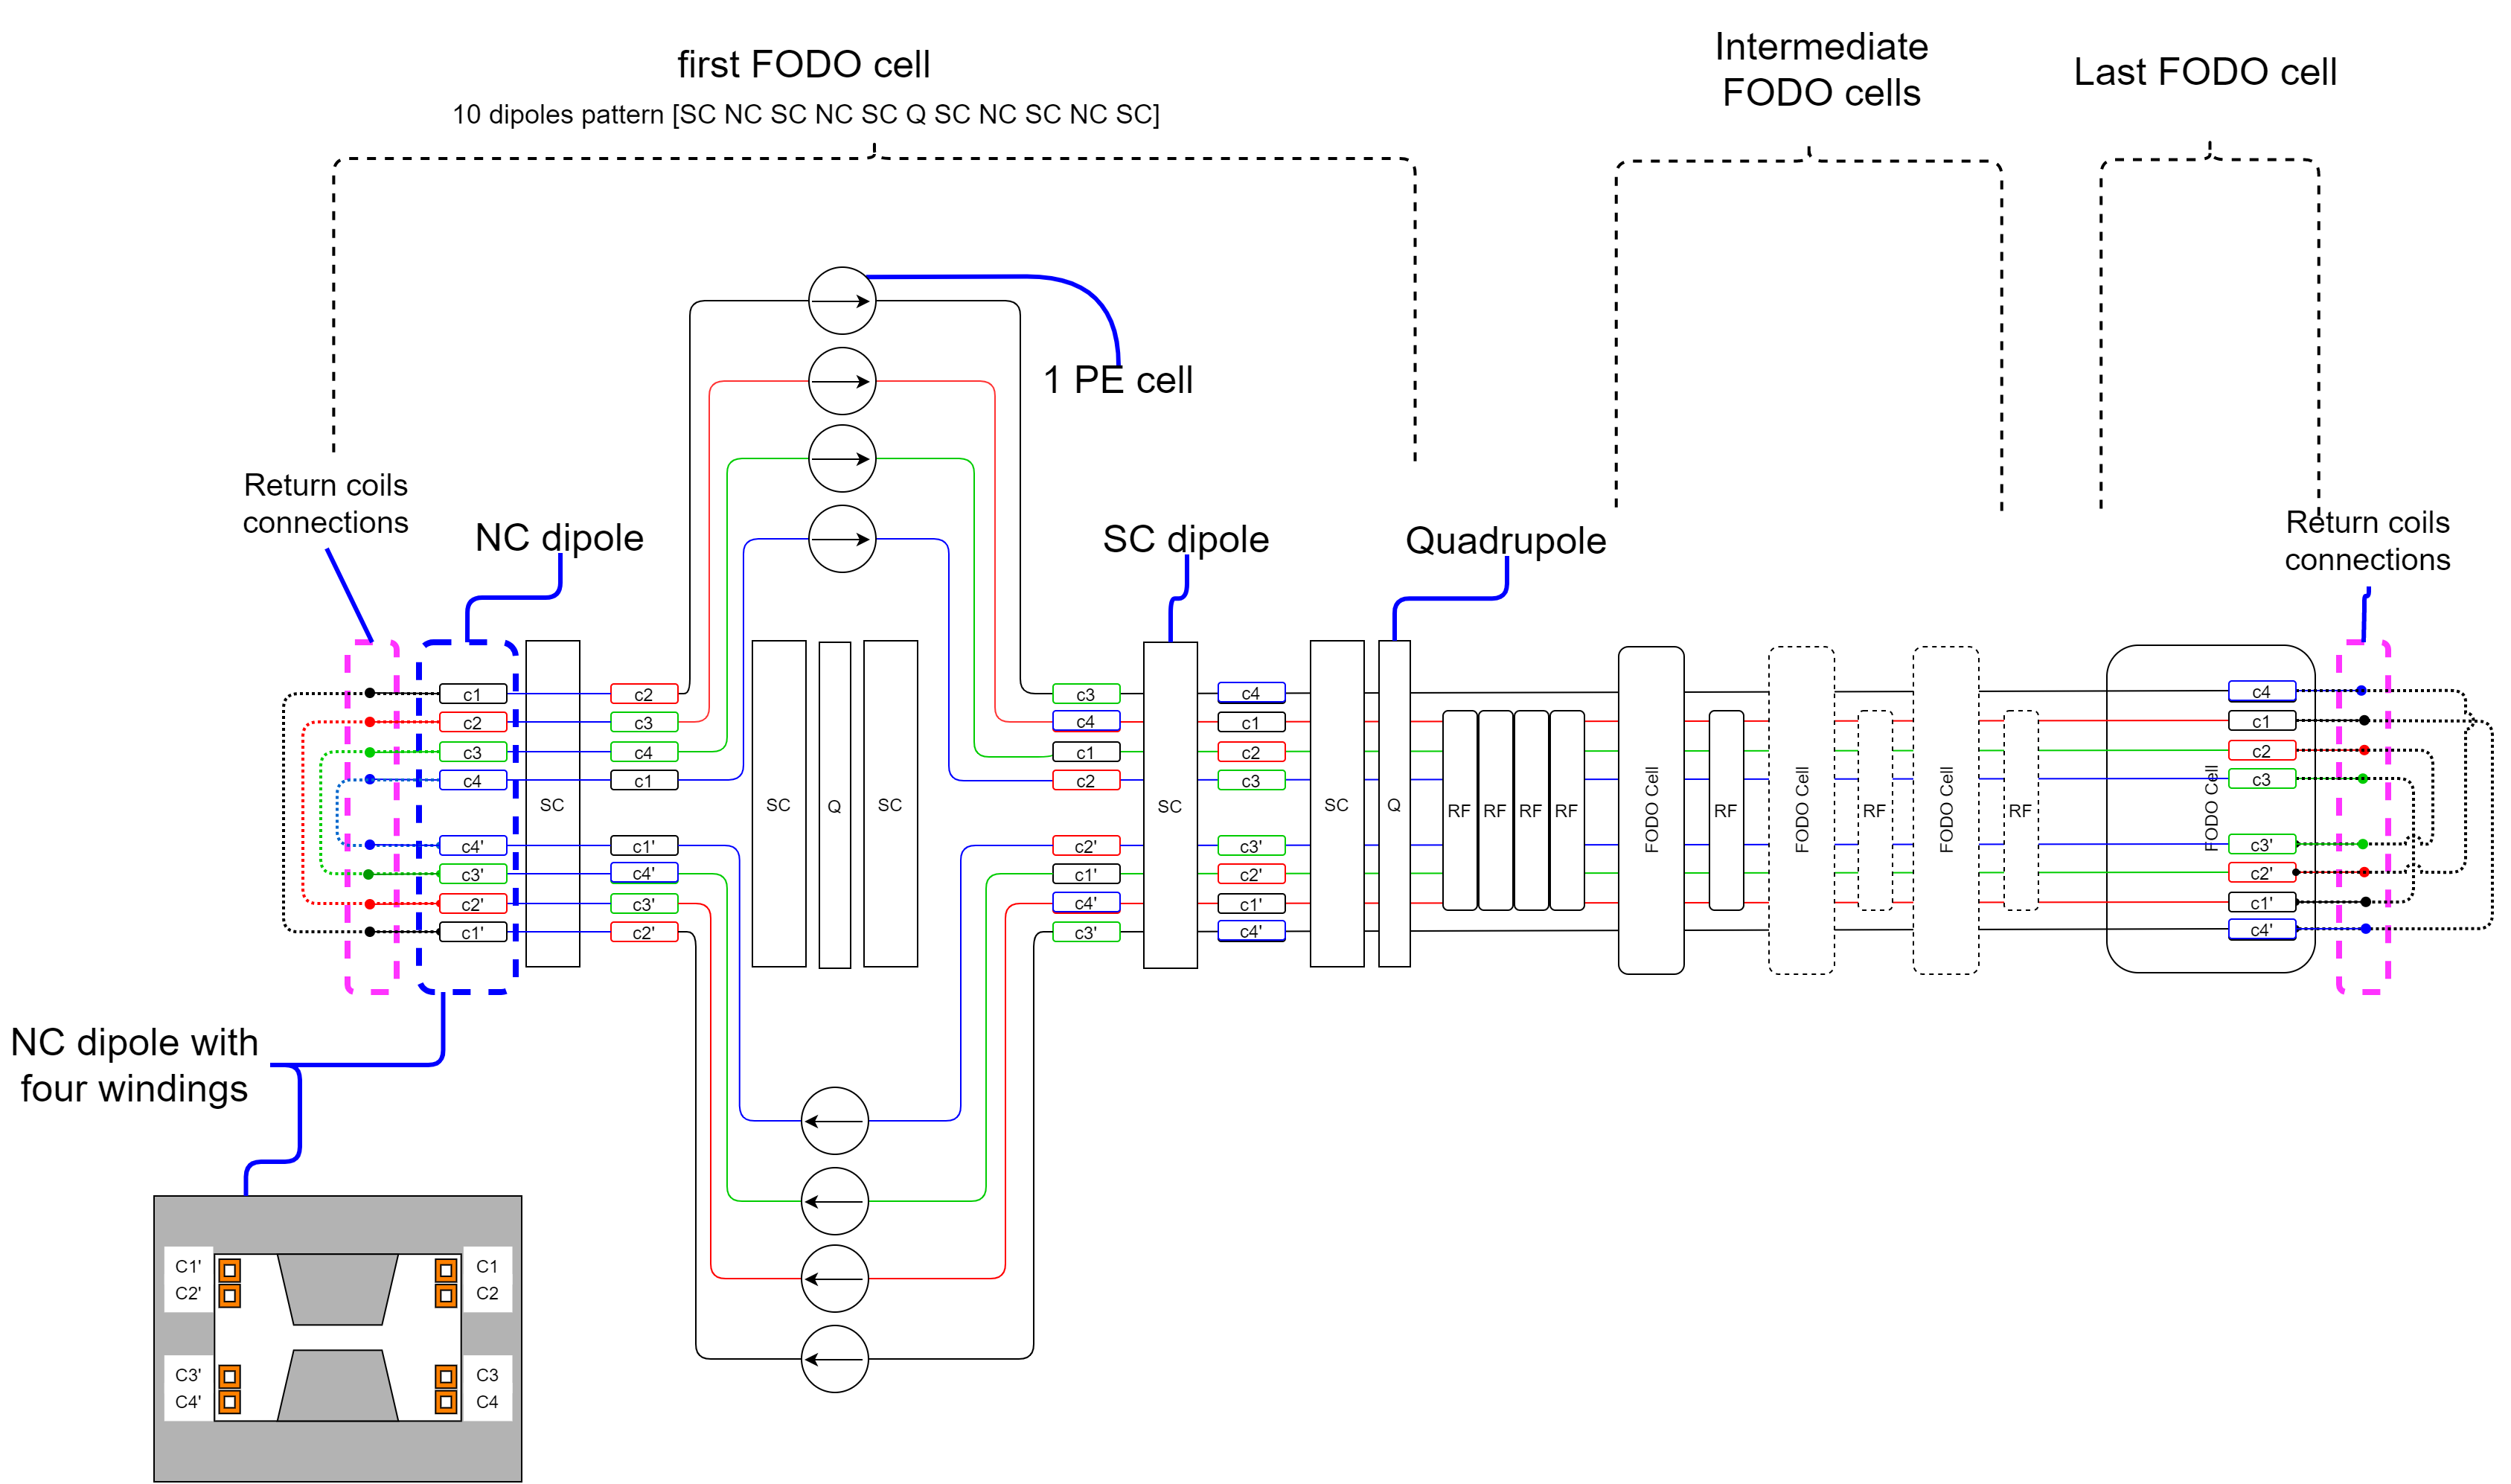 first FODO cell
10 dipoles pattern [SC NC SC NC SC Q SC NC SC NC SC]
Intermediate
FODO cells
Last FODO cell
1 PE cell
Return coils
connections
NC dipole
SC dipole
Quadrupole
Return coils
connections
c1
c2
c3
c4
c4'
c3'
c2'
c1'
SC
c2
c3
c4
c1
c1'
c4'
c3'
c2'
SC
Q
SC
c3
c4
c1
c2
c2'
c1'
c4'
c3'
SC
c4
c1
c2
c3
c3'
c2'
c1'
c4'
SC
Q
RF
RF
RF
RF
FODO Cell
RF
FODO Cell
RF
FODO Cell
RF
FODO Cell
c4
c1
c2
c3
c3'
c2'
c1'
c4'
NC dipole with
four windings
C1'
C2'
C3'
C4'
C1
C2
C3
C4